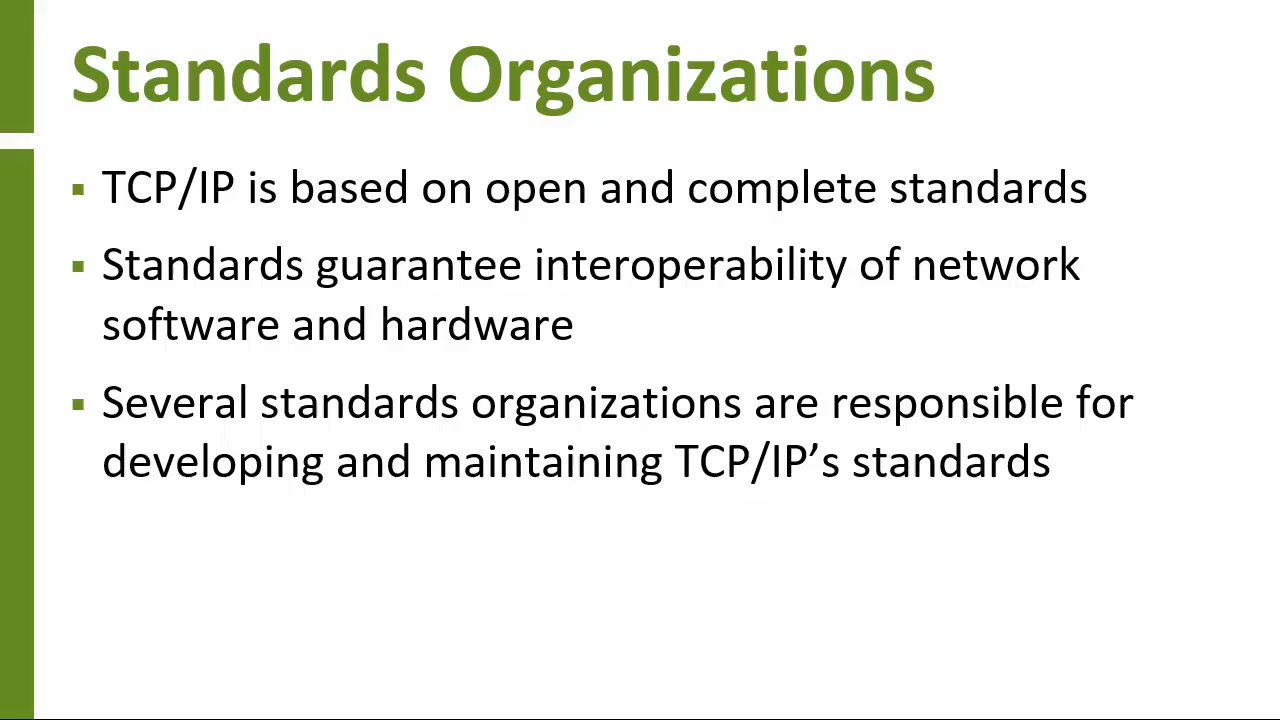 Standards Organizations
▪ TCP/IP is based on open and complete standards
▪ Standards guarantee interoperability of network
software and hardware
▪ Several standards organizations are responsible for
developing and maintaining TCP/IP’s standards